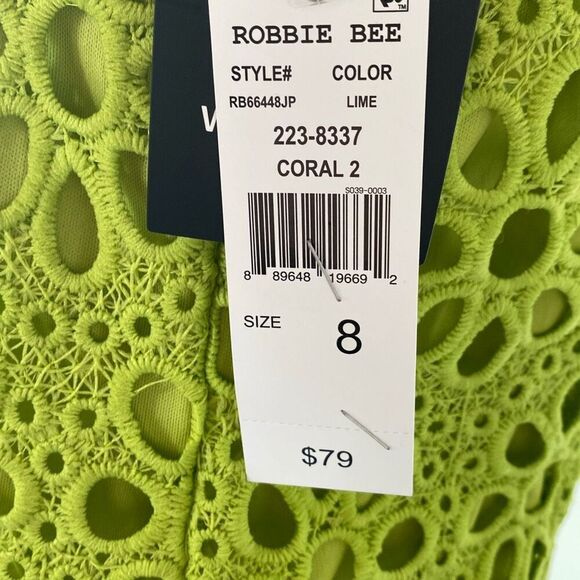 TM
ROBBIE BEE
STYLE# COLOR
RB66448JP LIME
223-8337
CORAL 2
S039-0003
8 89648 19669 2
SIZE 8
$79